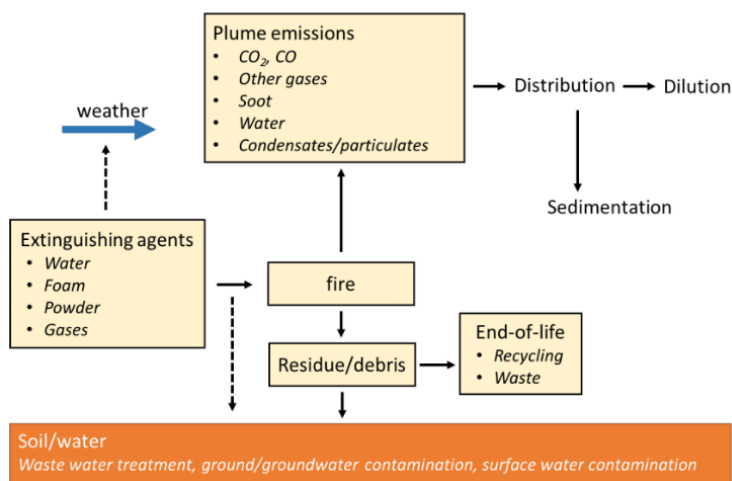 Plume emissions
• CO₂, CO
• Other gases
• Soot
• Water
• Condensates/particulates
Distribution
Dilution
weather
Sedimentation
Extinguishing agents
• Water
• Foam
• Powder
• Gases
fire
Residue/debris
End-of-life
• Recycling
• Waste
Soil/water
Waste water treatment, ground/groundwater contamination, surface water contamination